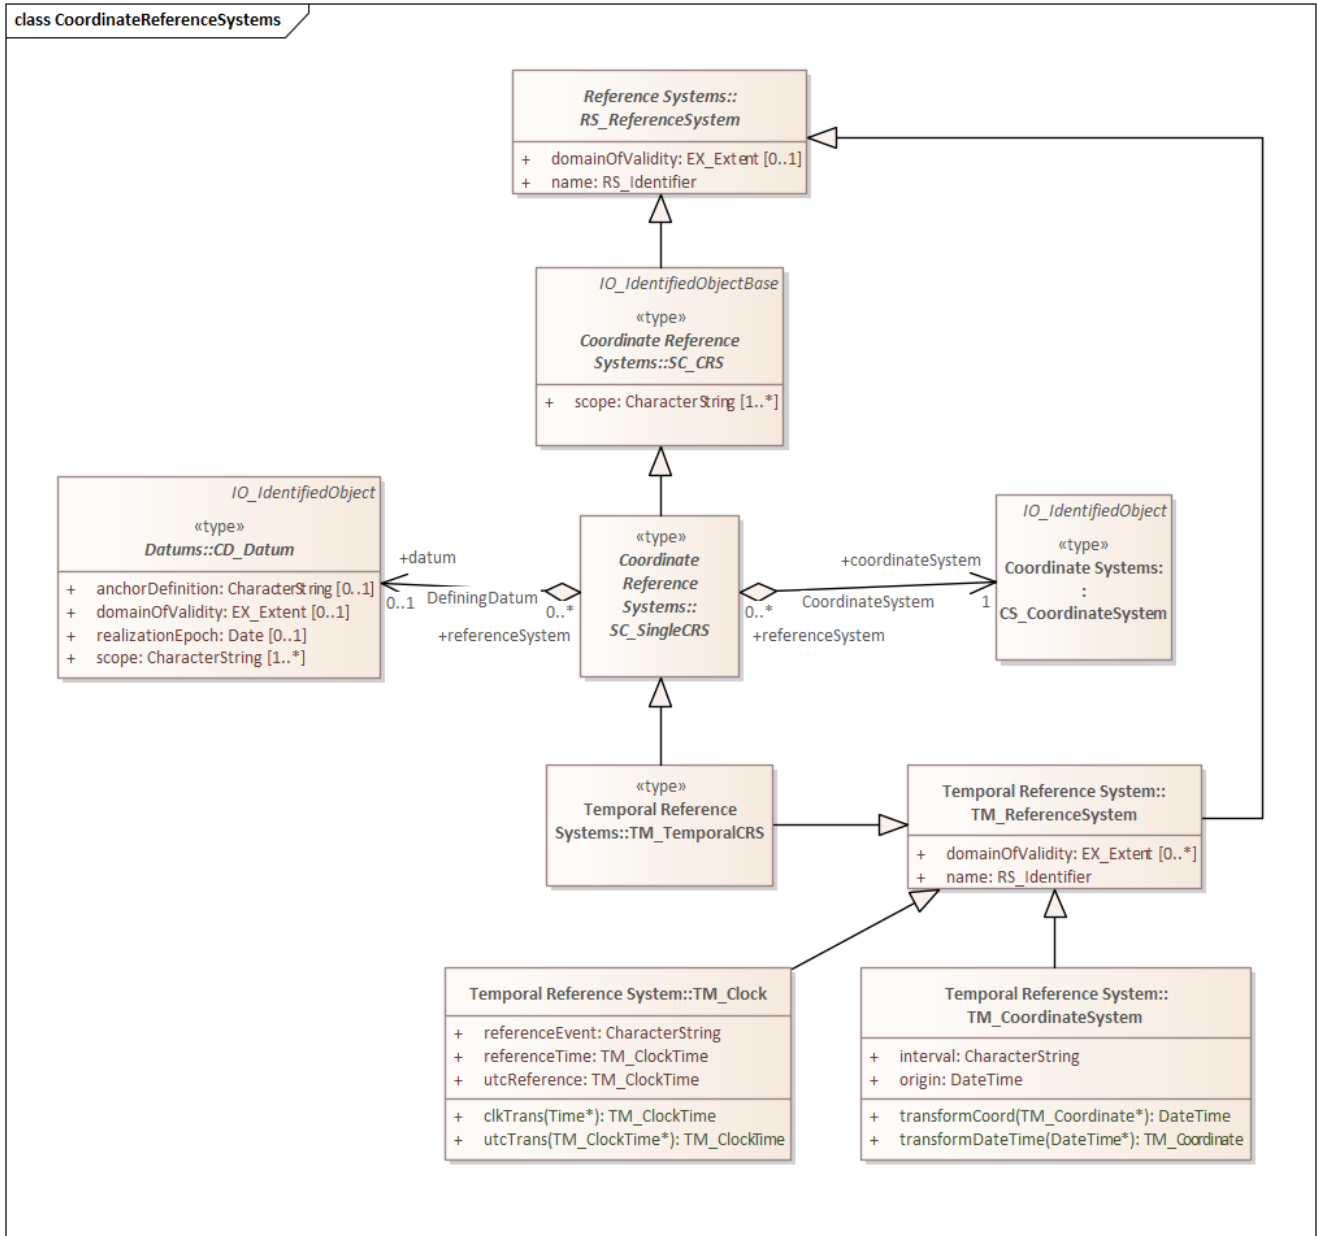 class CoordinateReferenceSystems
Reference Systems::
RS_ReferenceSystem
+ domainOfValidity: EX_Extent [0..1]
+ name: RS_Identifier
IO_IdentifiedObjectBase
«type»
Coordinate Reference
Systems::SC_CRS
+ scope: CharacterString [1..*]
IO_IdentifiedObject
«type»
Datums::CD_Datum
+ anchorDefinition: CharacterString [0..1]
+ domainOfValidity: EX_Extent [0..1]
+ realizationEpoch: Date [0..1]
+ scope: CharacterString [1..*]
+datum
0..1
DefiningDatum
0..*
+referenceSystem
«type»
Coordinate
Reference
Systems::
SC_SingleCRS
+coordinateSystem
0..*
CoordinateSystem
1
+referenceSystem
IO_IdentifiedObject
«type»
Coordinate Systems:
:
CS_CoordinateSystem
«type»
Temporal Reference
Systems::TM_TemporalCRS
Temporal Reference System::
TM_ReferenceSystem
+ domainOfValidity: EX_Extent [0..*]
+ name: RS_Identifier
Temporal Reference System::TM_Clock
+ referenceEvent: CharacterString
+ referenceTime: TM_ClockTime
+ utcReference: TM_ClockTime
+ clkTrans(Time*): TM_ClockTime
+ utcTrans(TM_ClockTime*): TM_ClockTime
Temporal Reference System::
TM_CoordinateSystem
+ interval: CharacterString
+ origin: DateTime
+ transformCoord(TM_Coordinate*): DateTime
+ transformDateTime(DateTime*): TM_Coordinate